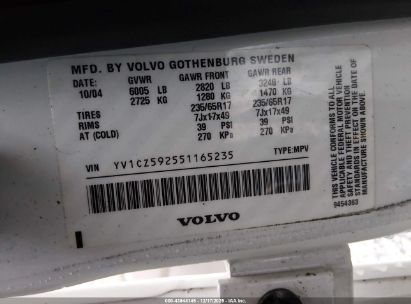 MFD. BY VOLVO GOTHENBURG SWEDEN
DATE: GVWR GAWR FRONT GAWR REAR
10/04 6005 LB 2820 LB 3240 LB
2725 KG 1280 KG 1470 KG
TIRES 235/65R17 235/65R17
RIMS 7Jx17x49 7Jx17x49
AT (COLD) 39 PSI 39 PSI
270 KPA 270 KPA
VIN YV1CZ592551165235 TYPE: MPV
VOLVO
THIS VEHICLE CONFORMS TO ALL
APPLICABLE FEDERAL MOTOR VEHICLE
SAFETY AND THEFT PREVENTION
STANDARDS IN EFFECT ON THE DATE OF
MANUFACTURE SHOWN ABOVE.
9454363